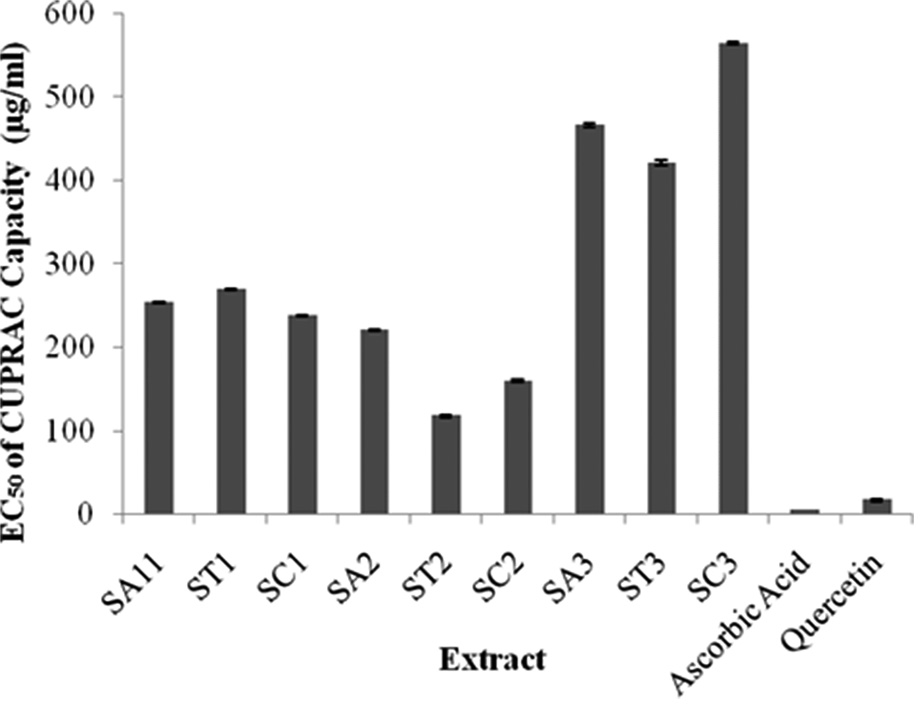 600
500
400
300
200
100
0
EC50 of CUPRAC Capacity (µg/ml)
SA11
ST1
SC1
SA2
ST2
SC2
SA3
ST3
SC3
Ascorbic Acid
Quercetin
Extract